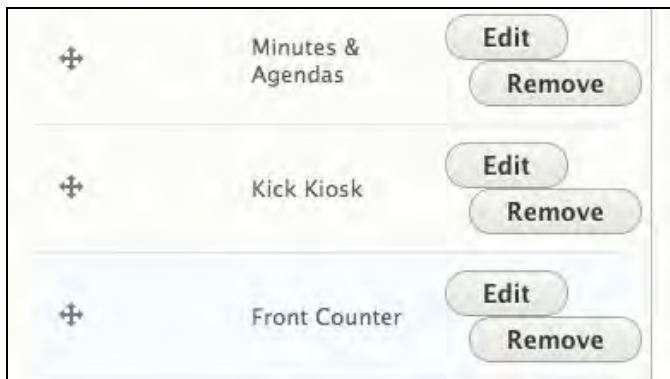 Minutes &
Agendas
Edit
Remove
Kick Kiosk
Edit
Remove
Front Counter
Edit
Remove